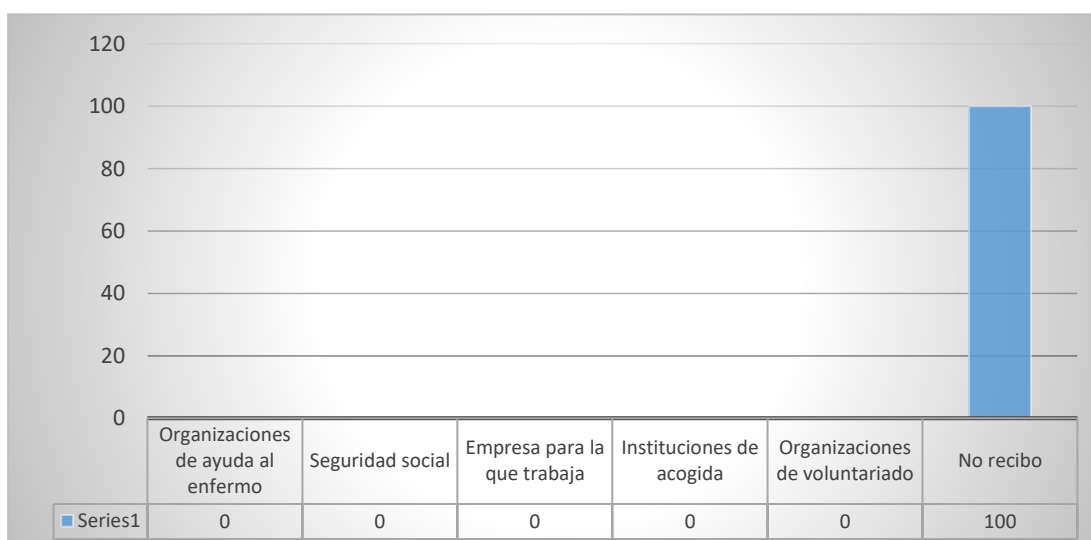 120
100
80
60
40
20
0
Organizaciones
de ayuda al
enfermo
Seguridad social
Empresa para la
que trabaja
Instituciones de
acogida
Organizaciones
de voluntariado
No recibo
Series1 0 0 0 0 0 100